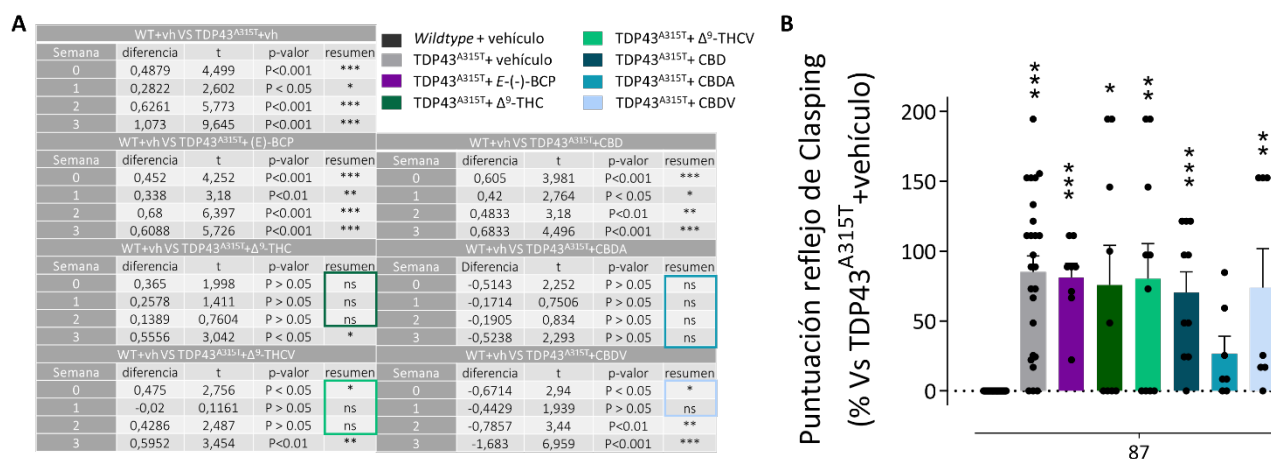 A
WT+vh VS TDP43A315T+vh
Semana diferencia t p-valor resumen
0 0,4879 4,499 P<0.001 ***
1 0,2822 2,602 P < 0.05 *
2 0,6261 5,773 P<0.001 ***
3 1,073 9,645 P<0.001 ***
WT+vh VS TDP43A315T+ (E)-BCP
Semana diferencia t p-valor resumen
0 0,452 4,252 P<0.001 ***
1 0,338 3,18 P<0.01 **
2 0,68 6,397 P<0.001 ***
3 0,6088 5,726 P<0.001 ***
WT+vh VS TDP43A315T+Δ9-THC
Semana diferencia t p-valor resumen
0 0,365 1,998 P > 0.05 ns
1 0,2578 1,411 P > 0.05 ns
2 0,1389 0,7604 P > 0.05 ns
3 0,5556 3,042 P < 0.05 *
WT+vh VS TDP43A315T+Δ9-THCV
Semana diferencia t p-valor resumen
0 0,475 2,756 P < 0.05 *
1 -0,02 0,1161 P > 0.05 ns
2 0,4286 2,487 P > 0.05 ns
3 0,5952 3,454 P<0.01 **
Wildtype + vehículo
TDP43A315T+ vehículo
TDP43A315T+ E-(-)-BCP
TDP43A315T+ Δ9-THC
TDP43A315T+ Δ9-THCV
TDP43A315T+ CBD
TDP43A315T+ CBDA
TDP43A315T+ CBDV
WT+vh VS TDP43A315T+CBD
Semana diferencia t p-valor resumen
0 0,605 3,981 P<0.001 ***
1 0,42 2,764 P < 0.05 *
2 0,4833 3,18 P<0.01 **
3 0,6833 4,496 P<0.001 ***
WT+vh VS TDP43A315T+CBDA
Semana Diferencia t p-valor resumen
0 -0,5143 2,252 P > 0.05 ns
1 -0,1714 0,7506 P > 0.05 ns
2 -0,1905 0,834 P > 0.05 ns
3 -0,5238 2,293 P > 0.05 ns
WT+vh VS TDP43A315T+CBDV
Semana diferencia t p-valor resumen
0 -0,6714 2,94 P < 0.05 *
1 -0,4429 1,939 P > 0.05 ns
2 -0,7857 3,44 P<0.01 **
3 -1,683 6,959 P<0.001 ***
B
Puntuación reflejo de Clasping
(% Vs TDP43A315T +vehículo)
200
150
100
50
0
*** *** * ** *** **
87